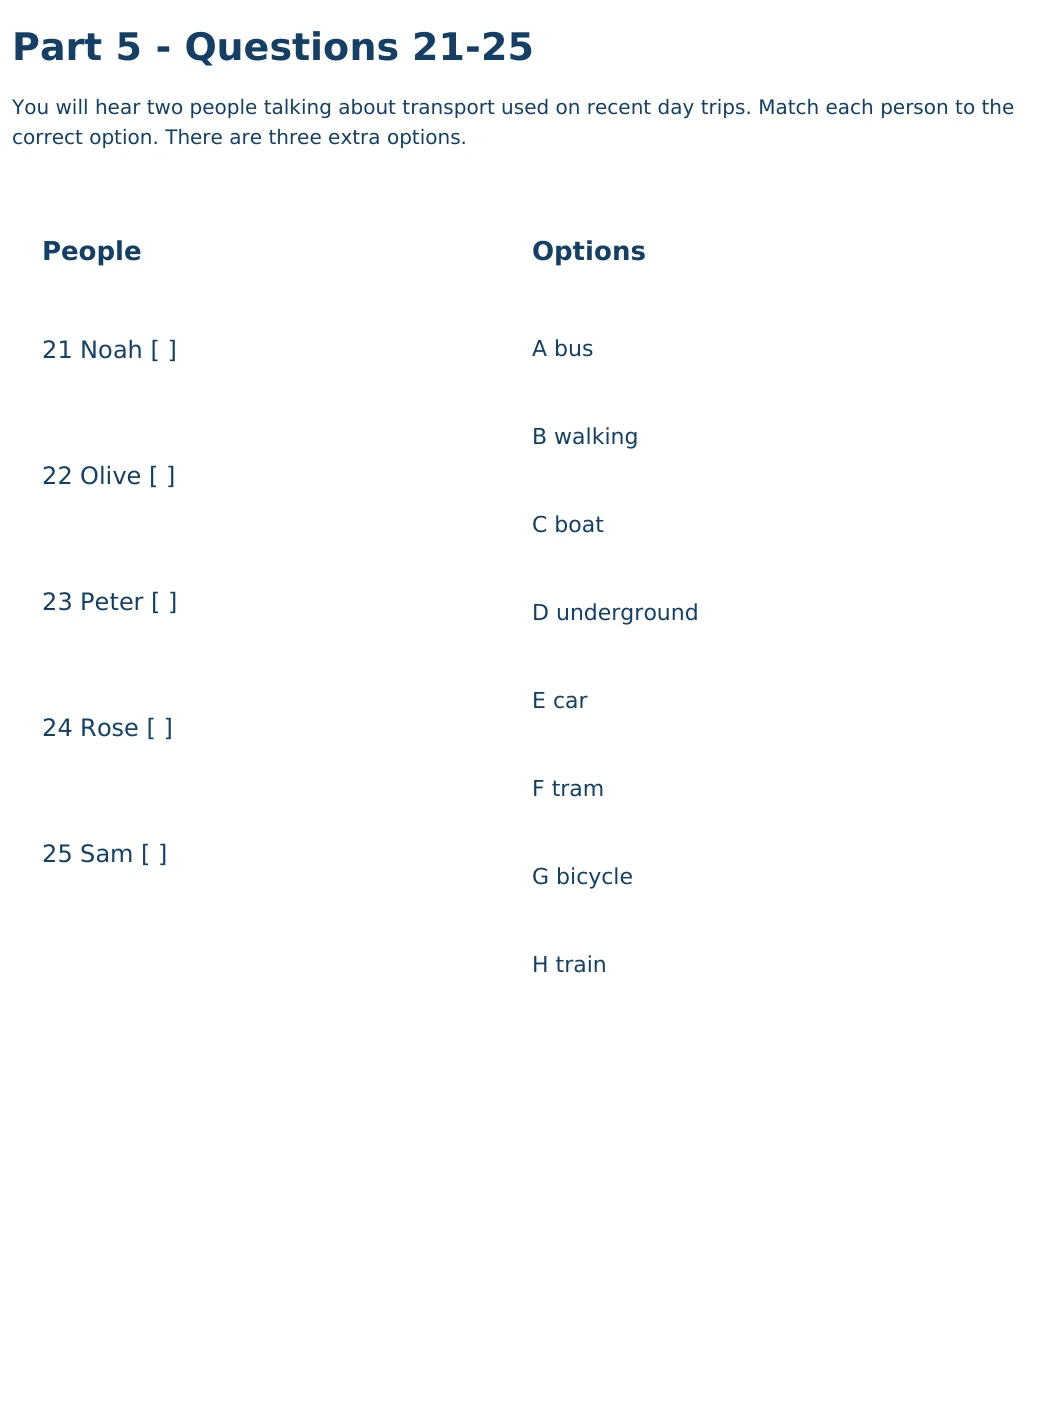 Part 5 - Questions 21-25
You will hear two people talking about transport used on recent day trips. Match each person to the
correct option. There are three extra options.
People
21 Noah [ ]
22 Olive [ ]
23 Peter [ ]
24 Rose [ ]
25 Sam [ ]
Options
A bus
B walking
C boat
D underground
E car
F tram
G bicycle
H train